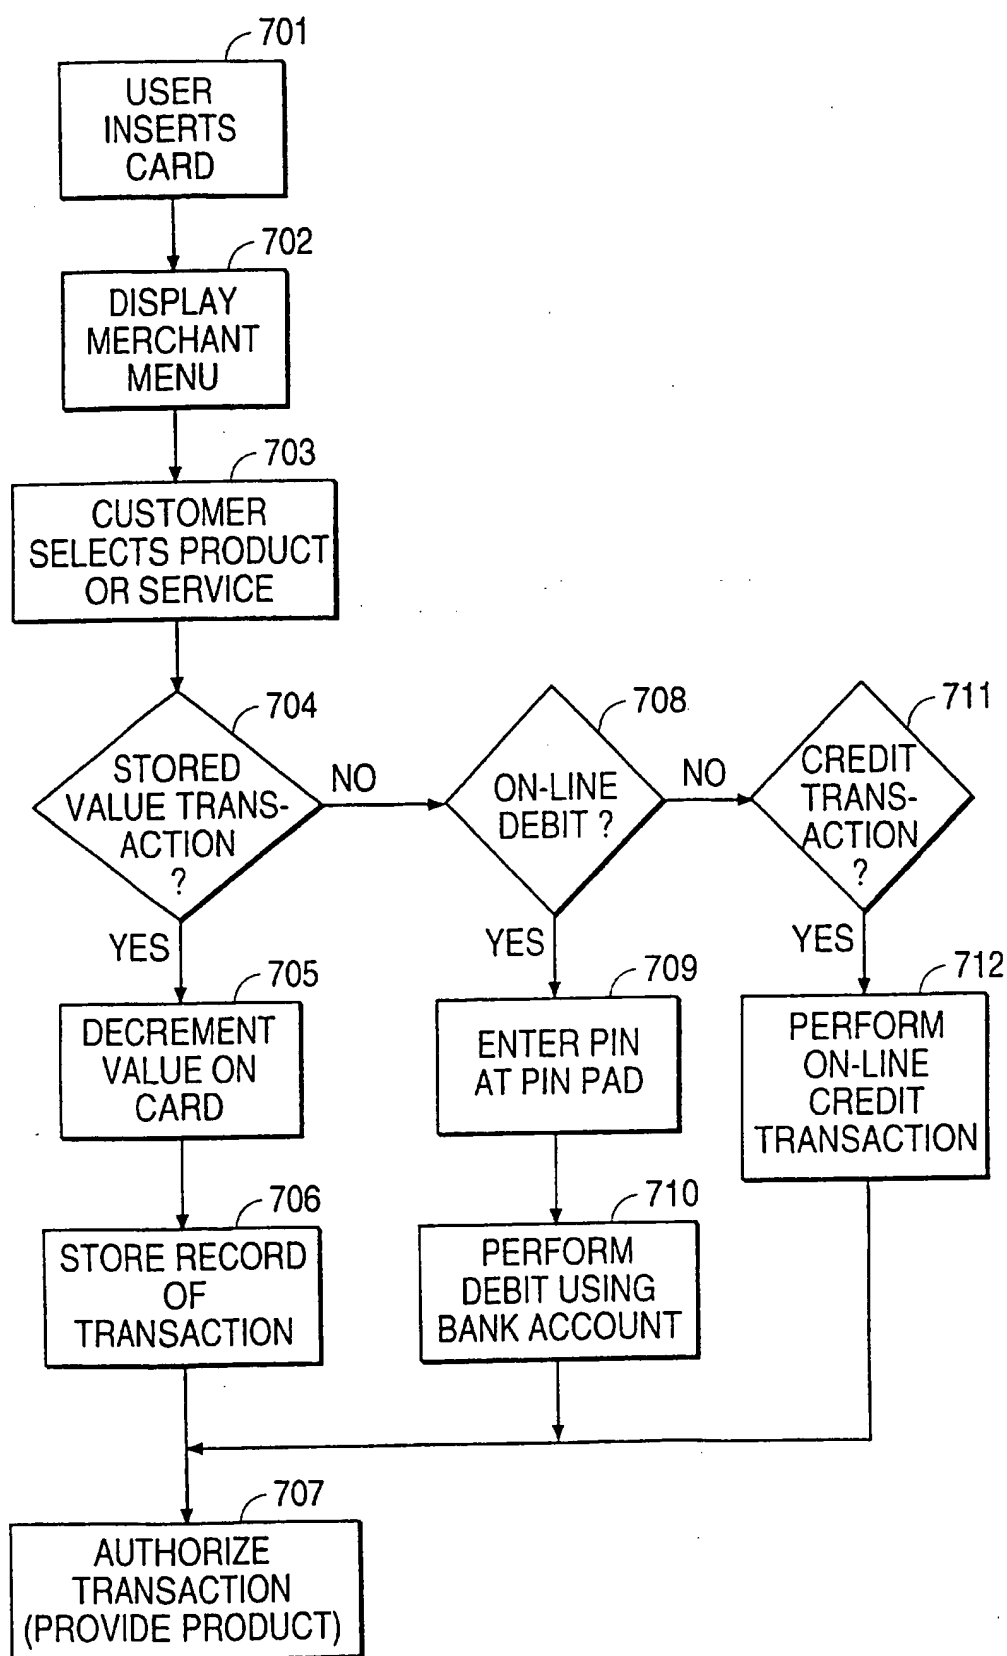 701
USER
INSERTS
CARD
702
DISPLAY
MERCHANT
MENU
703
CUSTOMER
SELECTS PRODUCT
OR SERVICE
704
STORED
VALUE TRANS-
ACTION
?
NO
YES
708
ON-LINE
DEBIT ?
NO
YES
711
CREDIT
TRANS-
ACTION
?
YES
705
DECREMENT
VALUE ON
CARD
709
ENTER PIN
AT PIN PAD
712
PERFORM
ON-LINE
CREDIT
TRANSACTION
706
STORE RECORD
OF
TRANSACTION
710
PERFORM
DEBIT USING
BANK ACCOUNT
707
AUTHORIZE
TRANSACTION
(PROVIDE PRODUCT)